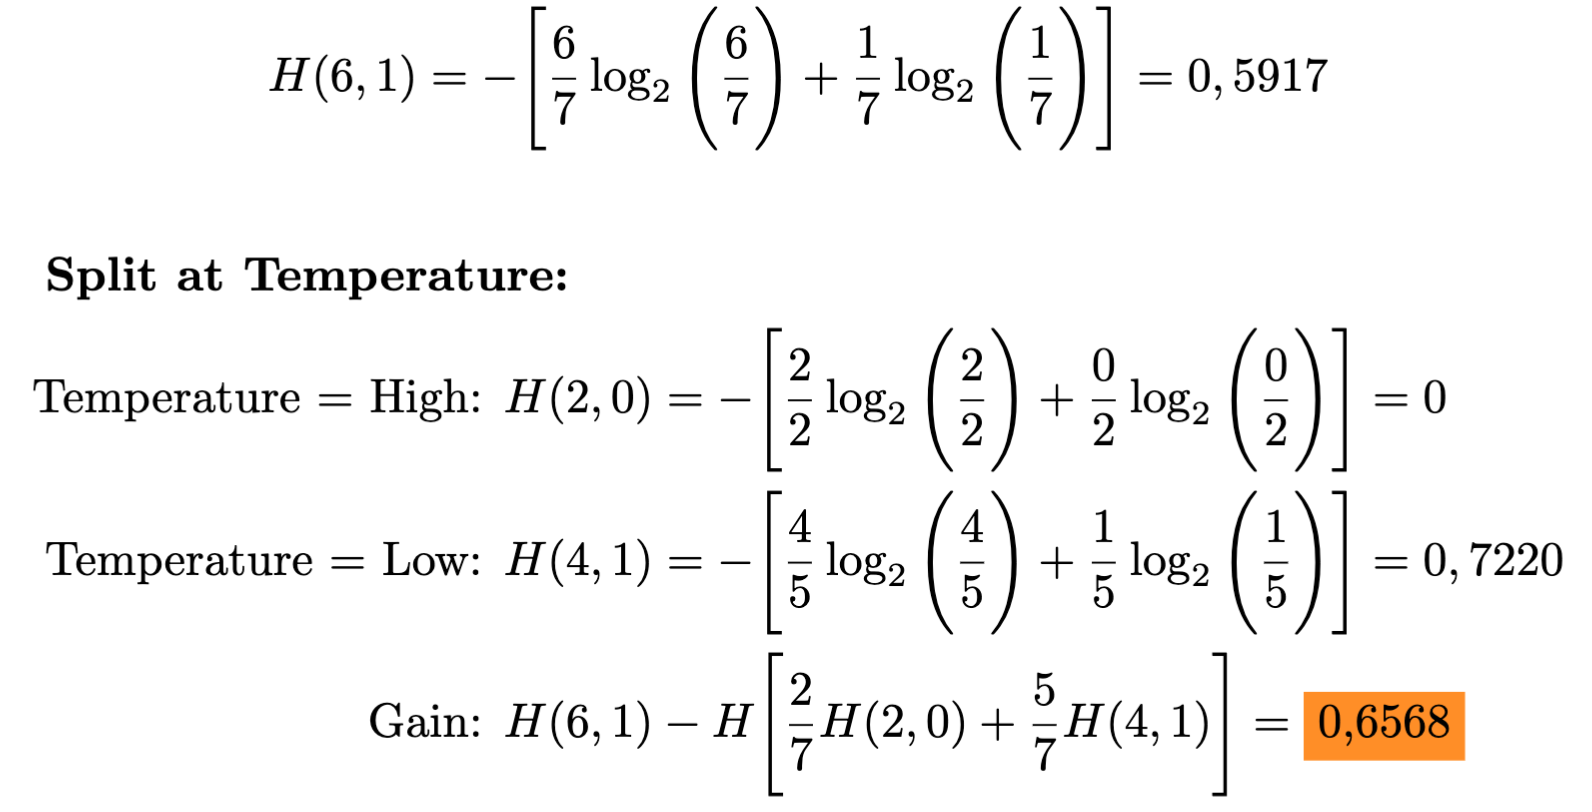 H(6, 1) = −[6/7 log₂(6/7) + 1/7 log₂(1/7)] = 0, 5917
Split at Temperature:
Temperature = High: H(2, 0) = −[2/2 log₂(2/2) + 0/2 log₂(0/2)] = 0
Temperature = Low: H(4, 1) = −[4/5 log₂(4/5) + 1/5 log₂(1/5)] = 0, 7220
Gain: H(6, 1) − H[2/7 H(2, 0) + 5/7 H(4, 1)] = 0,6568